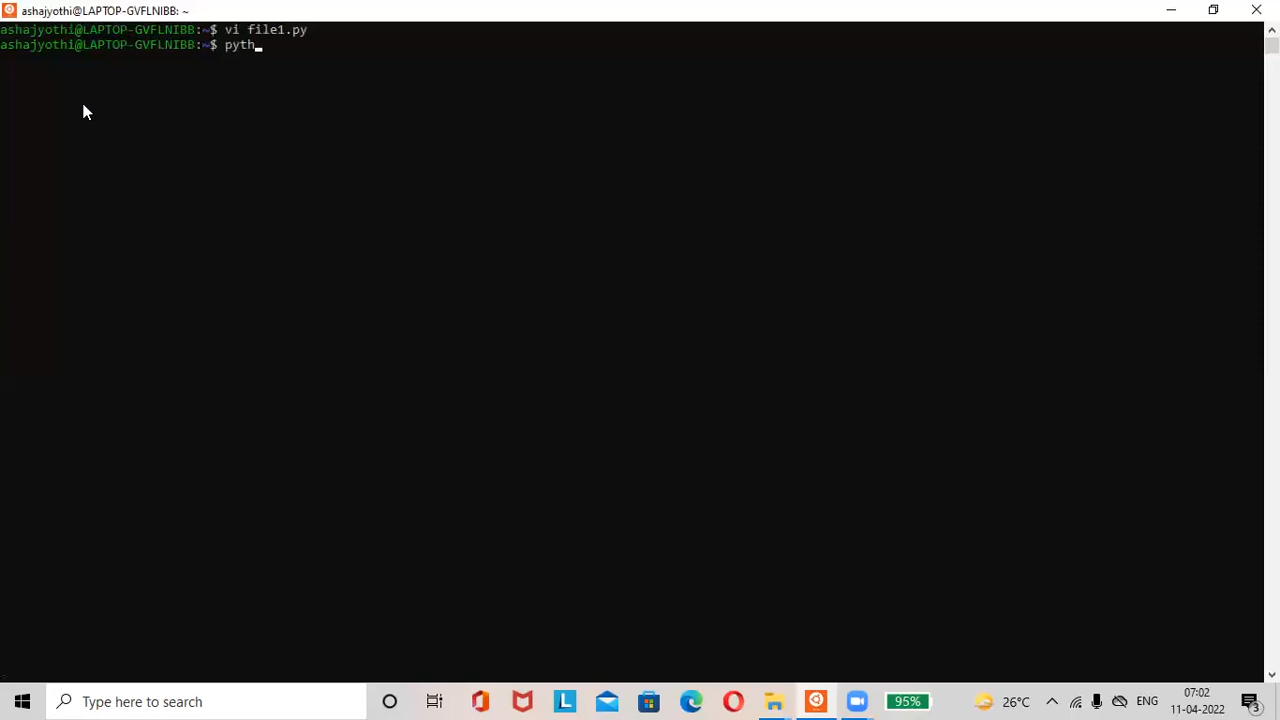 ashajyothi@LAPTOP-GVFLNIBB: ~
ashajyothi@LAPTOP-GVFLNIBB:~$ vi file1.py
ashajyothi@LAPTOP-GVFLNIBB:~$ pyth
Type here to search
L
95%
26°C
ENG
07:02
11-04-2022
3